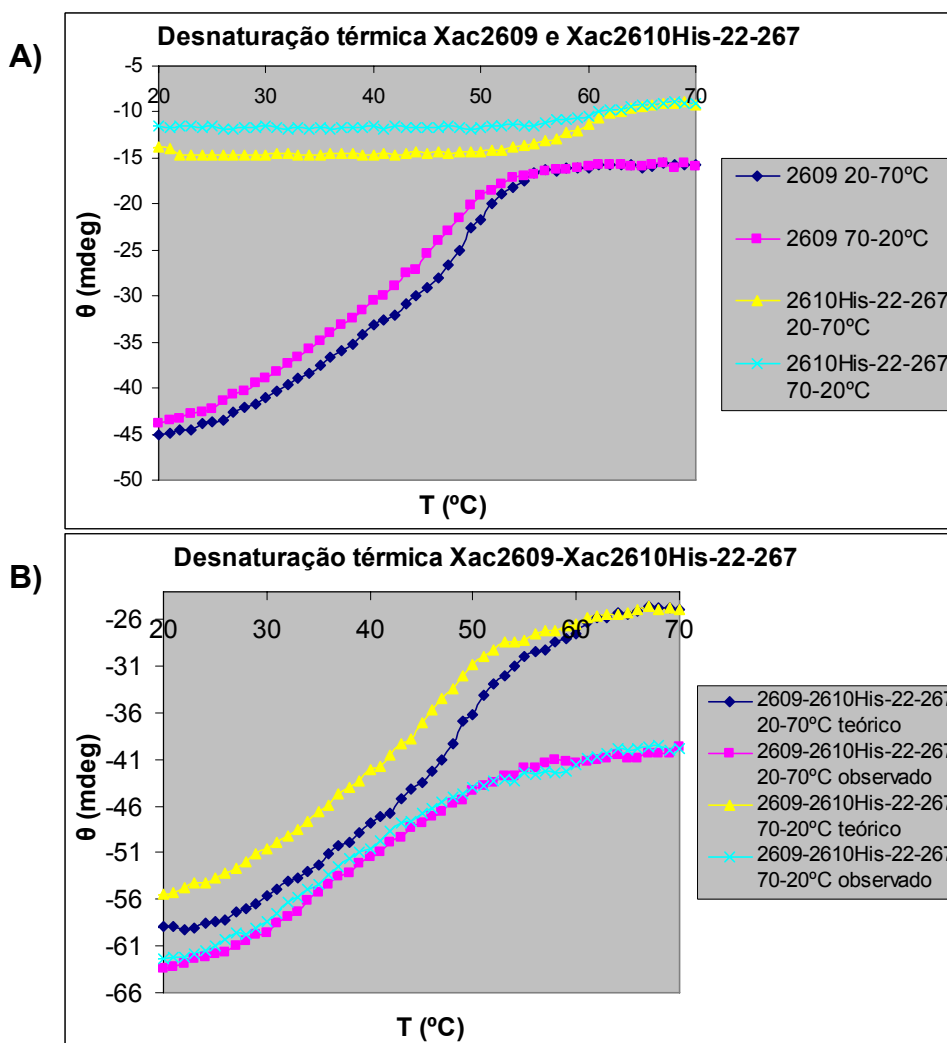 A)
Desnaturação térmica Xac2609 e Xac2610His-22-267
-5
20 30 40 50 60 70
-10
-15
-20
-25
-30
-35
-40
-45
-50
θ (mdeg)
T (ºC)
2609 20-70ºC
2609 70-20ºC
2610His-22-267
20-70ºC
2610His-22-267
70-20ºC
B)
Desnaturação térmica Xac2609-Xac2610His-22-267
-26
20 30 40 50 60 70
-31
-36
-41
-46
-51
-56
-61
-66
θ (mdeg)
T (ºC)
2609-2610His-22-267
20-70ºC teórico
2609-2610His-22-267
20-70ºC observado
2609-2610His-22-267
70-20ºC teórico
2609-2610His-22-267
70-20ºC observado